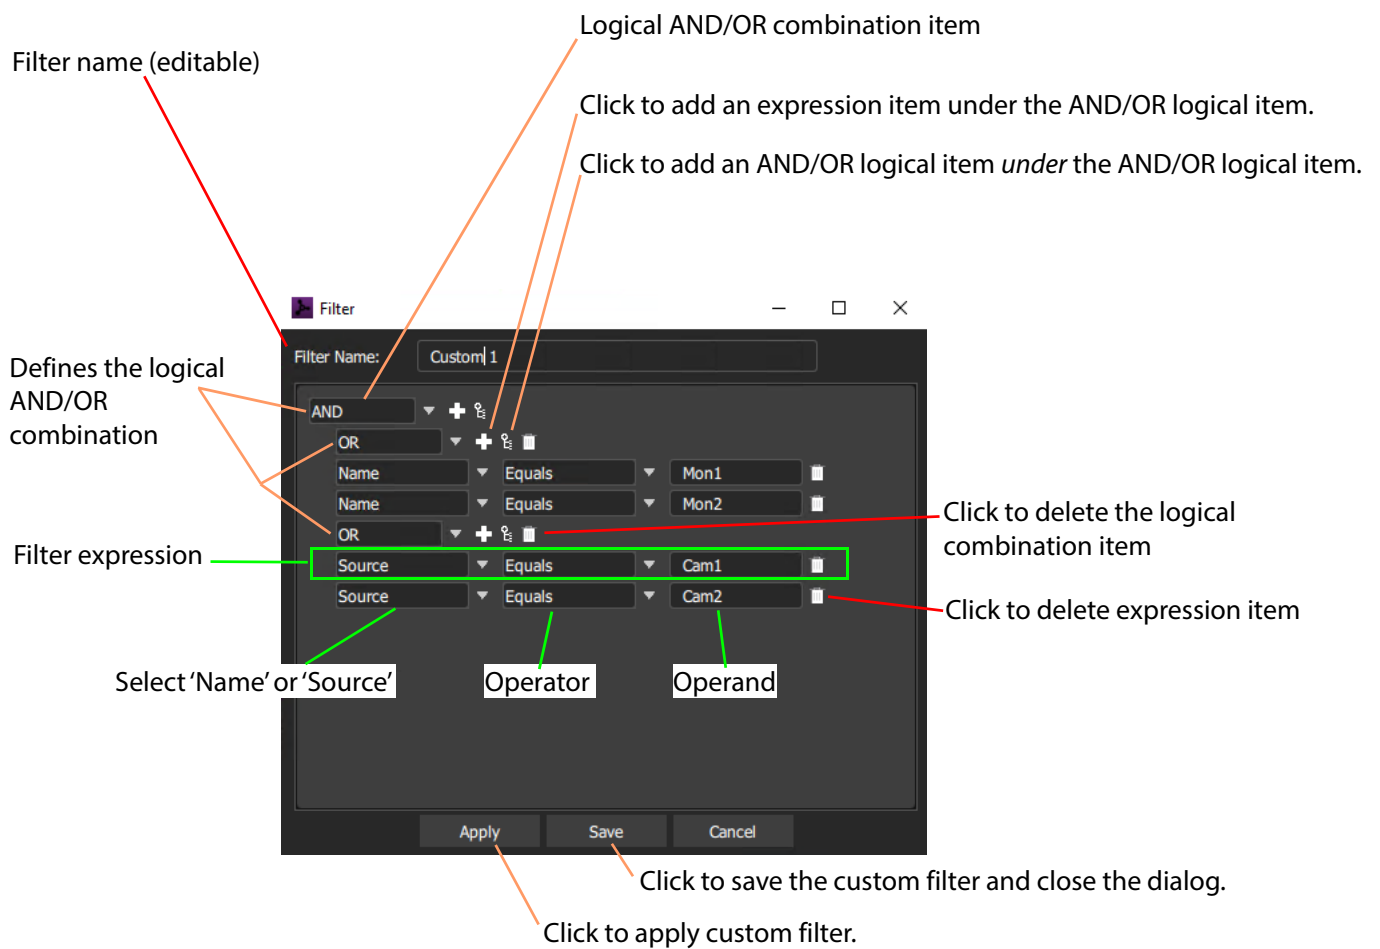 Logical AND/OR combination item
Filter name (editable)
Click to add an expression item under the AND/OR logical item.
Click to add an AND/OR logical item under the AND/OR logical item.
Filter
Filter Name: Custom 1
Defines the logical
AND/OR
combination
AND
OR
Name Equals Mon1
Name Equals Mon2
OR
Click to delete the logical
combination item
Filter expression
Source Equals Cam1
Source Equals Cam2
Click to delete expression item
Select ‘Name’ or ‘Source’ Operator Operand
Apply Save Cancel
Click to save the custom filter and close the dialog.
Click to apply custom filter.